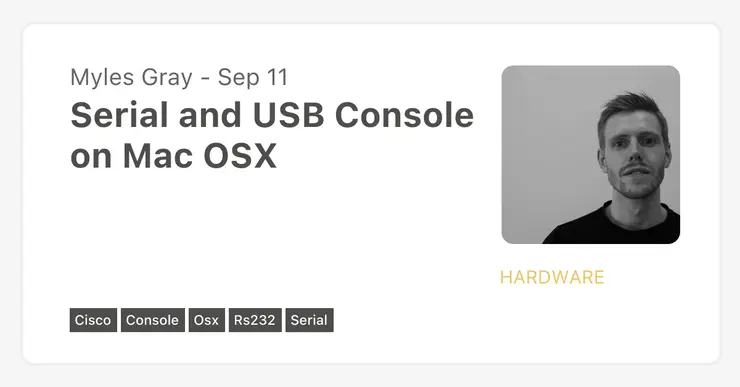 Myles Gray - Sep 11
Serial and USB Console
on Mac OSX
HARDWARE
Cisco Console Osx Rs232 Serial